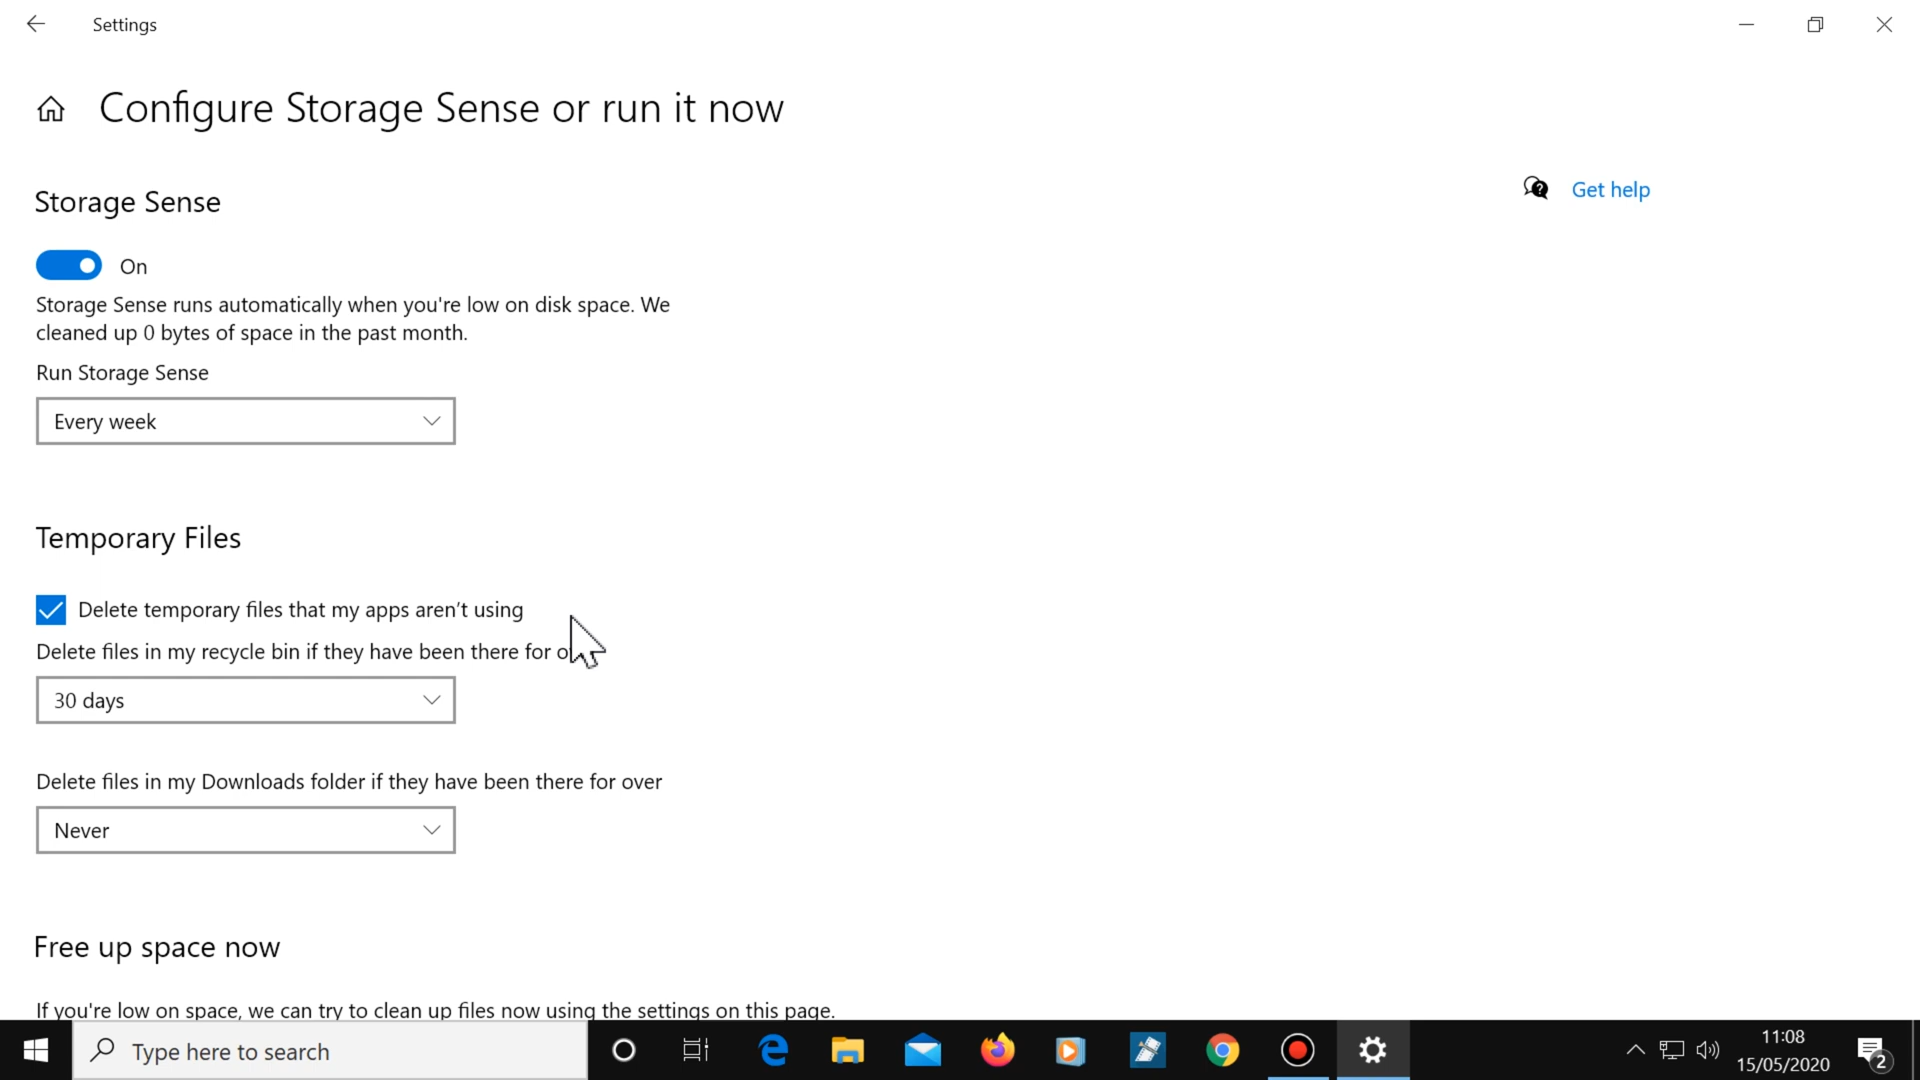 Settings
Configure Storage Sense or run it now
Storage Sense
Get help
On
Storage Sense runs automatically when you're low on disk space. We
cleaned up 0 bytes of space in the past month.
Run Storage Sense
Every week
Temporary Files
Delete temporary files that my apps aren't using
Delete files in my recycle bin if they have been there for
30 days
Delete files in my Downloads folder if they have been there for over
Never
Free up space now
If you're low on space, we can try to clean up files now using the settings on this page.
Type here to search
11:08
15/05/2020
2